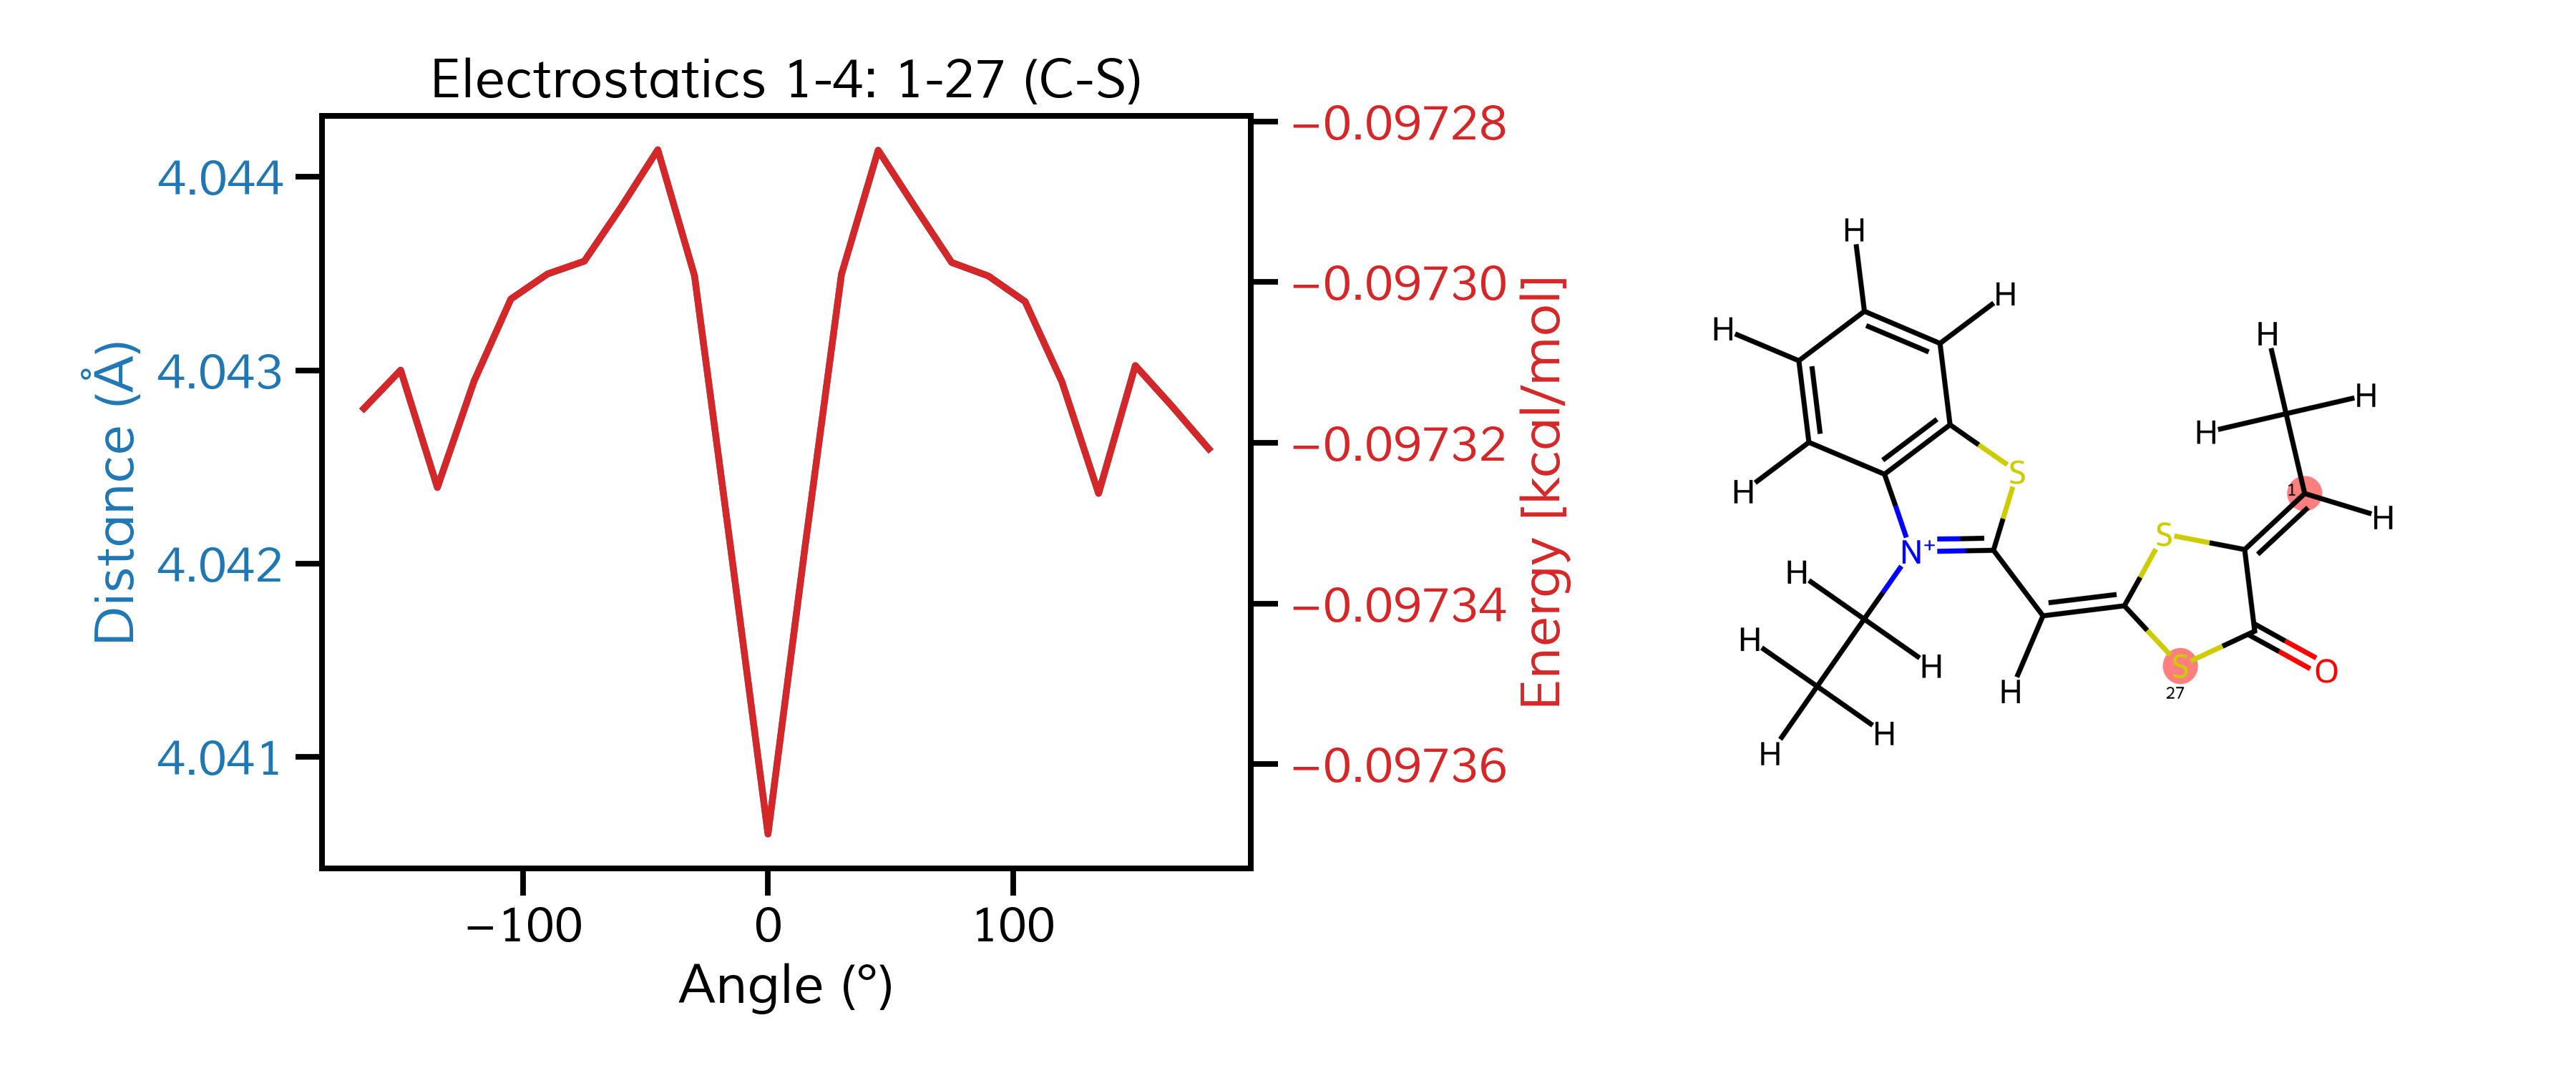 Electrostatics 1-4: 1-27 (C-S)
Distance (Å)
4.044
4.043
4.042
4.041
−100
0
100
Angle (°)
−0.09728
−0.09730
−0.09732
−0.09734
−0.09736
Energy [kcal/mol]
H
H
H
H
H
H
H
S
1
H
H
S
N+
H
H
H
H
S
27
O
H
H